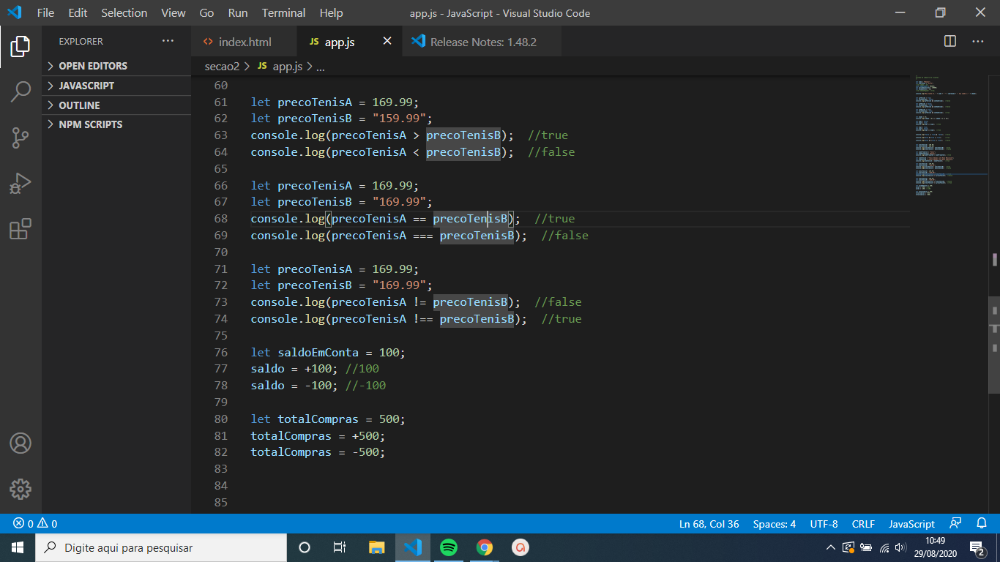 File Edit Selection View Go Run Terminal Help app.js - JavaScript - Visual Studio Code
EXPLORER
OPEN EDITORS
JAVASCRIPT
OUTLINE
NPM SCRIPTS
index.html JS app.js Release Notes: 1.48.2
secao2 > JS app.js > ...
60
61 let precoTenisA = 169.99;
62 let precoTenisB = "159.99";
63 console.log(precoTenisA > precoTenisB); //true
64 console.log(precoTenisA < precoTenisB); //false
65
66 let precoTenisA = 169.99;
67 let precoTenisB = "169.99";
68 console.log(precoTenisA == precoTenisB); //true
69 console.log(precoTenisA === precoTenisB); //false
70
71 let precoTenisA = 169.99;
72 let precoTenisB = "169.99";
73 console.log(precoTenisA != precoTenisB); //false
74 console.log(precoTenisA !== precoTenisB); //true
75
76 let saldoEmConta = 100;
77 saldo = +100; //100
78 saldo = -100; //-100
79
80 let totalCompras = 500;
81 totalCompras = +500;
82 totalCompras = -500;
83
84
85
0 0 Ln 68, Col 36 Spaces: 4 UTF-8 CRLF JavaScript
Digite aqui para pesquisar
10:49
29/08/2020
2